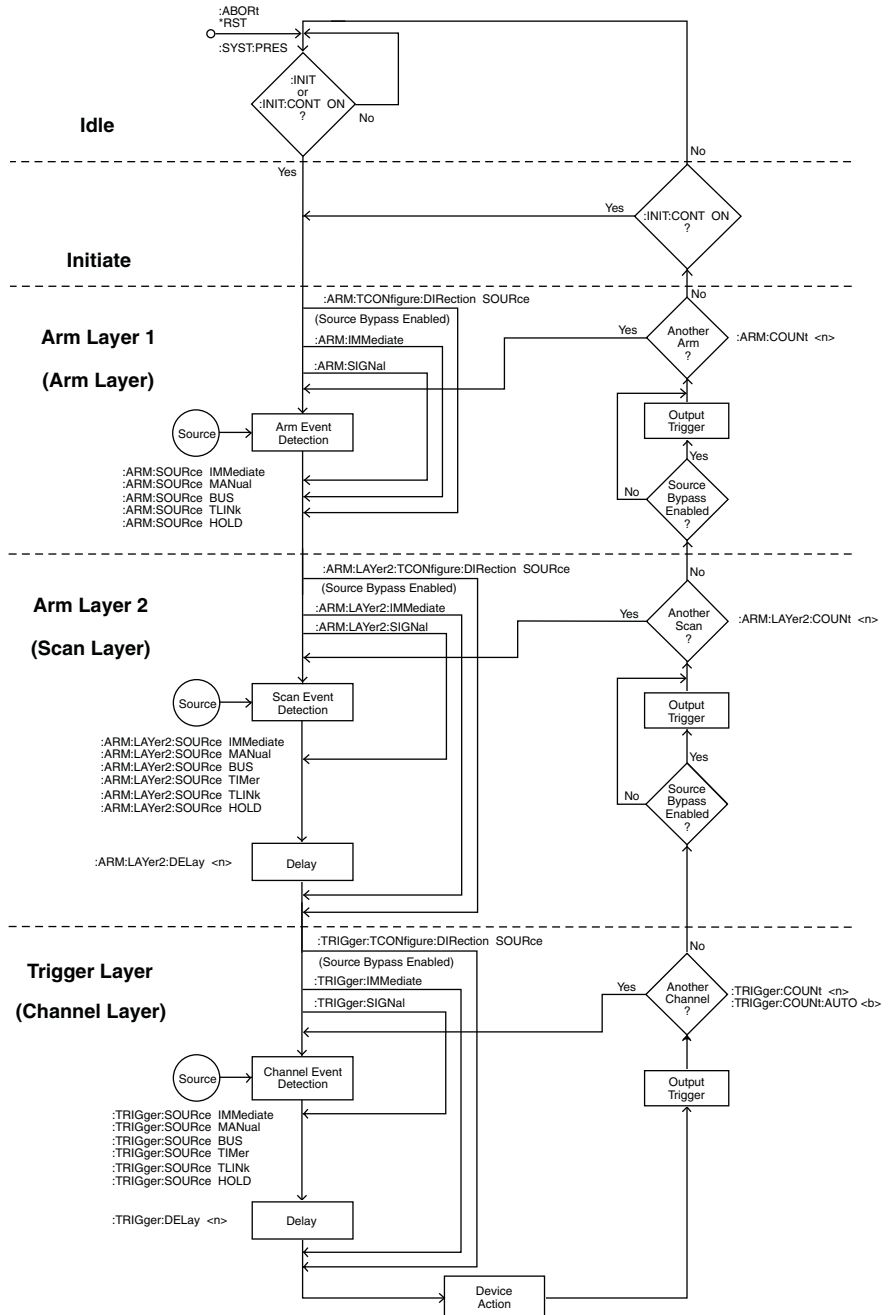 :ABORt
*RST
:SYST:PRES
:INIT
or
:INIT:CONT ON
?
No
Idle
No
Yes
Yes
:INIT:CONT ON
?
Initiate
No
:ARM:TCONfigure:DIRection SOURce
(Source Bypass Enabled)
Arm Layer 1
(Arm Layer)
:ARM:IMMediate
:ARM:SIGNal
Yes
Another
Arm
?
:ARM:COUNt <n>
Source
Arm Event
Detection
Output
Trigger
Yes
:ARM:SOURce IMMediate
:ARM:SOURce MANual
:ARM:SOURce BUS
:ARM:SOURce TLINk
:ARM:SOURce HOLD
No
Source
Bypass
Enabled
?
No
:ARM:LAYer2:TCONfigure:DIRection SOURce
(Source Bypass Enabled)
Arm Layer 2
(Scan Layer)
:ARM:LAYer2:IMMediate
:ARM:LAYer2:SIGNal
Yes
Another
Scan
?
:ARM:LAYer2:COUNt <n>
Source
Scan Event
Detection
Output
Trigger
Yes
:ARM:LAYer2:SOURce IMMediate
:ARM:LAYer2:SOURce MANual
:ARM:LAYer2:SOURce BUS
:ARM:LAYer2:SOURce TIMer
:ARM:LAYer2:SOURce TLINk
:ARM:LAYer2:SOURce HOLD
No
Source
Bypass
Enabled
?
:ARM:LAYer2:DELay <n>
Delay
No
:TRIGger:TCONfigure:DIRection SOURce
(Source Bypass Enabled)
Trigger Layer
(Channel Layer)
:TRIGger:IMMediate
:TRIGger:SIGNal
Yes
Another
Channel
?
:TRIGger:COUNt <n>
:TRIGger:COUNt:AUTO <b>
Source
Channel Event
Detection
Output
Trigger
:TRIGger:SOURce IMMediate
:TRIGger:SOURce MANual
:TRIGger:SOURce BUS
:TRIGger:SOURce TIMer
:TRIGger:SOURce TLINk
:TRIGger:SOURce HOLD
:TRIGger:DELay <n>
Delay
Device
Action